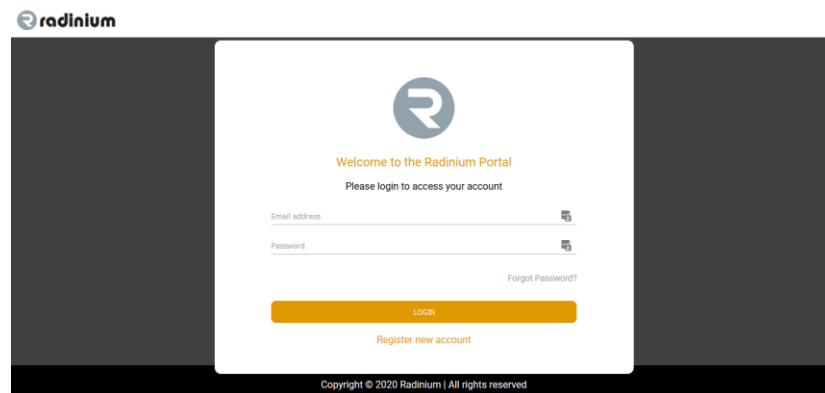 radinium
Welcome to the Radinium Portal
Please login to access your account
Email address
Password
Forgot Password?
LOGIN
Register new account
Copyright © 2020 Radinium | All rights reserved